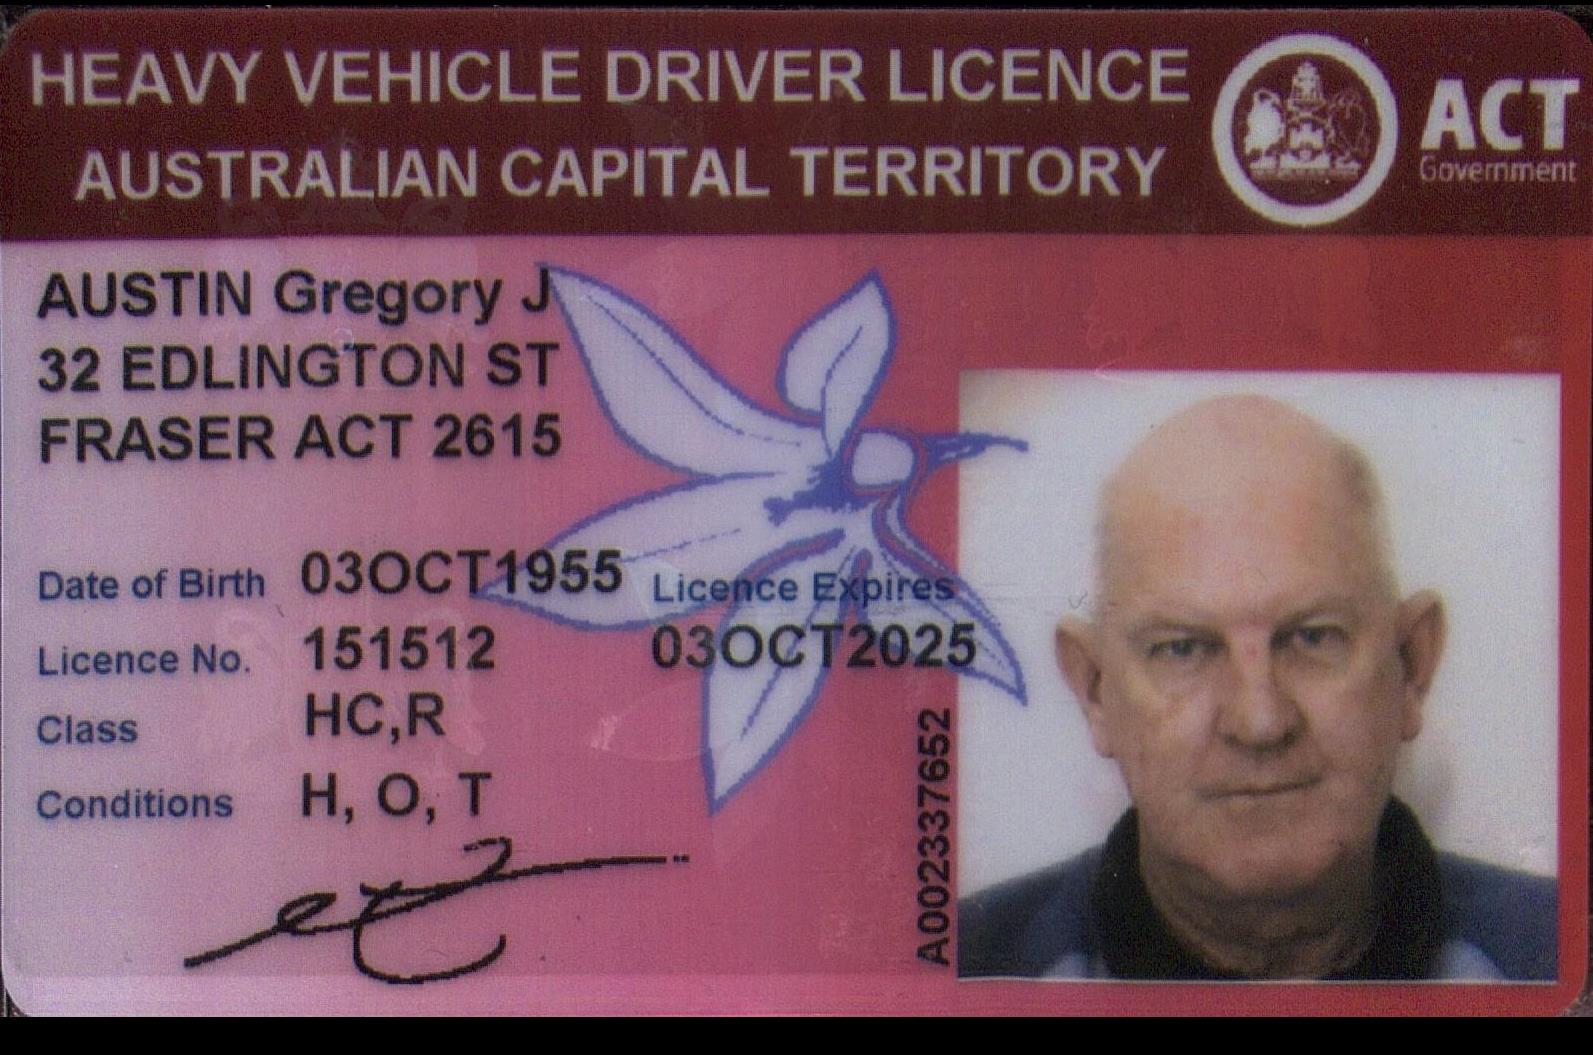 HEAVY VEHICLE DRIVER LICENCE
AUSTRALIAN CAPITAL TERRITORY
ACT
Government
AUSTIN Gregory J
32 EDLINGTON ST
FRASER ACT 2615
Date of Birth 03OCT1955
Licence Expires
03OCT2025
Licence No. 151512
Class HC,R
Conditions H, O, T
A002337652